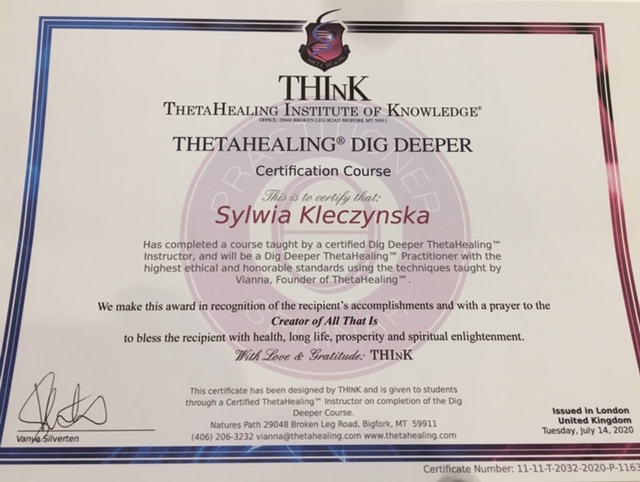 THInK
THETAHEALING INSTITUTE OF KNOWLEDGE®
OFFICE: 29048 BROKEN LEG ROAD BIGFORK MT 59911
THETAHEALING® DIG DEEPER
Certification Course
This is to certify that:
Sylwia Kleczynska
Has completed a course taught by a certified Dig Deeper ThetaHealing™
Instructor, and will be a Dig Deeper ThetaHealing™ Practitioner with the
highest ethical and honorable standards using the techniques taught by
Vianna, Founder of ThetaHealing™.
We make this award in recognition of the recipient's accomplishments and with a prayer to the
Creator of All That Is
to bless the recipient with health, long life, prosperity and spiritual enlightenment.
With Love & Gratitude: THInK
This certificate has been designed by THINK and is given to students
through a Certified ThetaHealing™ Instructor on completion of the Dig
Deeper Course.
Natures Path 29048 Broken Leg Road, Bigfork, MT 59911
(406) 206-3232 vianna@thetahealing.com www.thetahealing.com
Vanya Silverten
Issued in London
United Kingdom
Tuesday, July 14, 2020
Certificate Number: 11-11-T-2032-2020-P-1163
PRACTITIONER